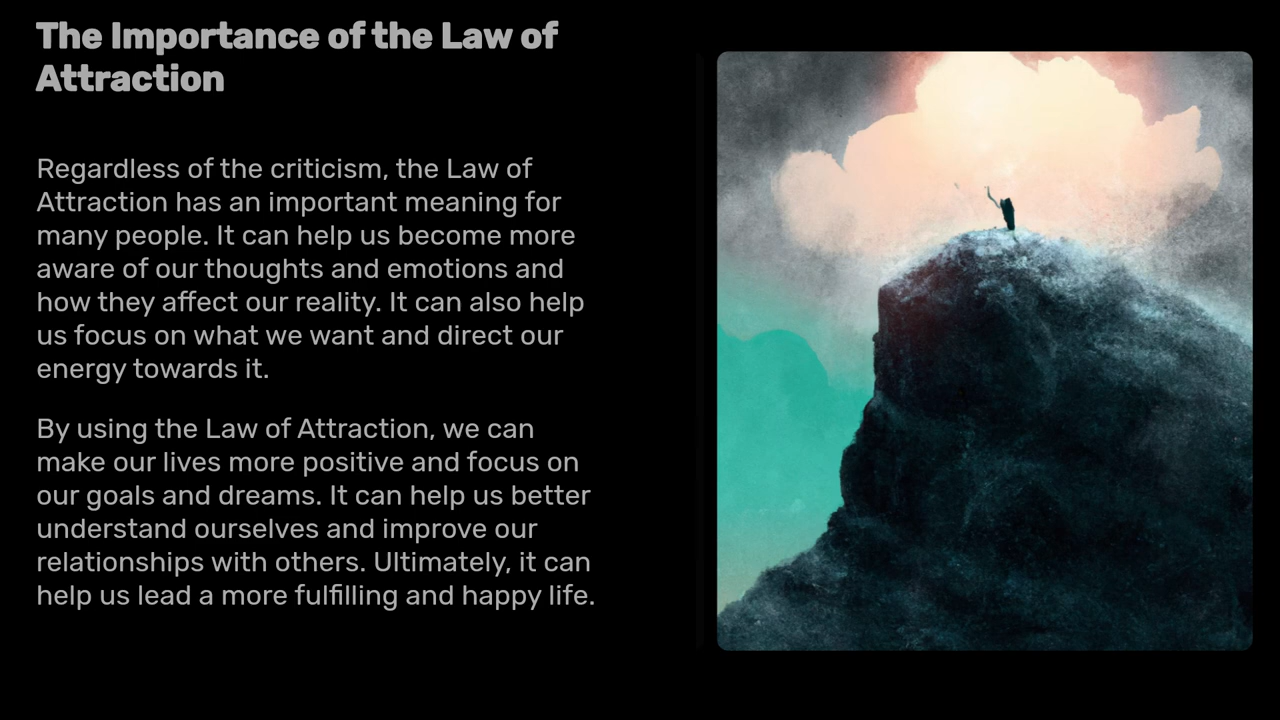 The Importance of the Law of
Attraction
Regardless of the criticism, the Law of
Attraction has an important meaning for
many people. It can help us become more
aware of our thoughts and emotions and
how they affect our reality. It can also help
us focus on what we want and direct our
energy towards it.
By using the Law of Attraction, we can
make our lives more positive and focus on
our goals and dreams. It can help us better
understand ourselves and improve our
relationships with others. Ultimately, it can
help us lead a more fulfilling and happy life.